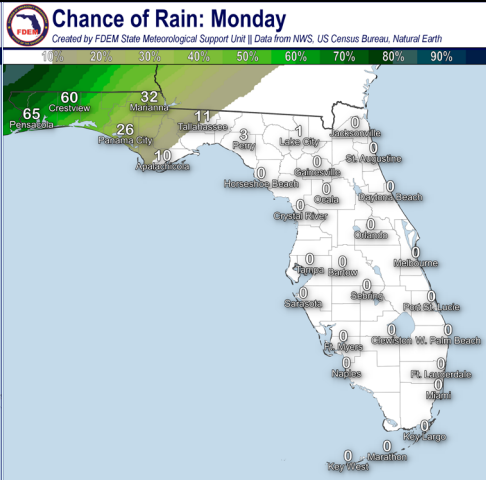 FDEM
Chance of Rain: Monday
Created by FDEM State Meteorological Support Unit || Data from NWS, US Census Bureau, Natural Earth
10% 20% 30% 40% 50% 60% 70% 80% 90%
65
Pensacola
60
Crestview
32
Marianna
26
Panama City
11
Tallahassee
10
Apalachicola
3
Perry
1
Lake City
0
Jacksonville
0
St. Augustine
0
Gainesville
0
Horseshoe Beach
0
Ocala
0
Daytona Beach
0
Crystal River
0
Orlando
0
Melbourne
0
Tampa
0
Bartow
0
Sebring
0
Sarasota
0
Port St. Lucie
0
Ft. Myers
0
Clewiston
0
W. Palm Beach
0
Naples
0
Ft. Lauderdale
0
Miami
0
Key Largo
0
Marathon
0
Key West